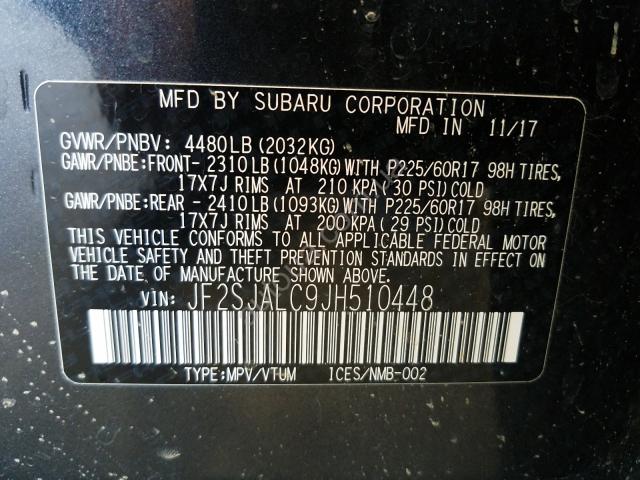 MFD BY SUBARU CORPORATION
MFD IN 11/17
GVWR/PNBV: 4480LB (2032KG)
GAWR/PNBE:FRONT- 2310LB (1048KG)WITH P225/60R17 98H TIRES,
17X7J RIMS AT 210 KPA ( 30 PSI) COLD
GAWR/PNBE:REAR - 2410LB (1093KG)WITH P225/60R17 98H TIRES,
17X7J RIMS AT 200 KPA ( 29 PSI) COLD
THIS VEHICLE CONFORMS TO ALL APPLICABLE FEDERAL MOTOR
VEHICLE SAFETY AND THEFT PREVENTION STANDARDS IN EFFECT ON
THE DATE OF MANUFACTURE SHOWN ABOVE.
VIN: JF2SJALC9JH510448
TYPE:MPV/VTUM ICES/NMB-002